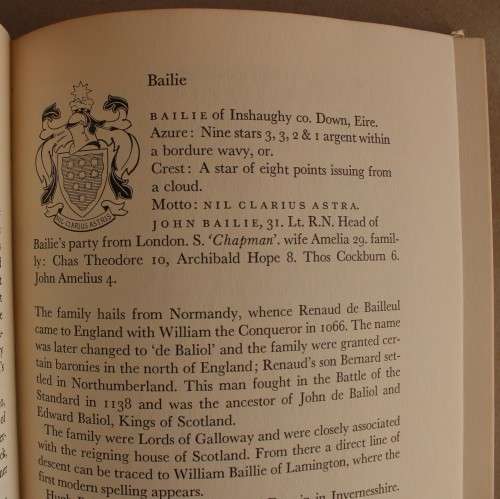 Bailie
BAILIE of Inshaughy co. Down, Eire.
Azure: Nine stars 3, 3, 2 & 1 argent within
a bordure wavy, or.
Crest: A star of eight points issuing from
a cloud.
Motto: NIL CLARIUS ASTRA.
NIL CLARIUS ASTRIS
JOHN BAILIE, 31. Lt. R.N. Head of
Bailie's party from London. S. 'Chapman'. wife Amelia 29. fami-
ly: Chas Theodore 10, Archibald Hope 8. Thos Cockburn 6.
John Amelius 4.
The family hails from Normandy, whence Renaud de Bailleul
came to England with William the Conqueror in 1066. The name
was later changed to 'de Baliol' and the family were granted cer-
tain baronies in the north of England; Renaud's son Bernard set-
tled in Northumberland. This man fought in the Battle of the
Standard in 1138 and was the ancestor of John de Baliol and
Edward Baliol, Kings of Scotland.
The family were Lords of Galloway and were closely associated
with the reigning house of Scotland. From there a direct line of
descent can be traced to William Baillie of Lamington, where the
first modern spelling appears.
in Invernesshire.